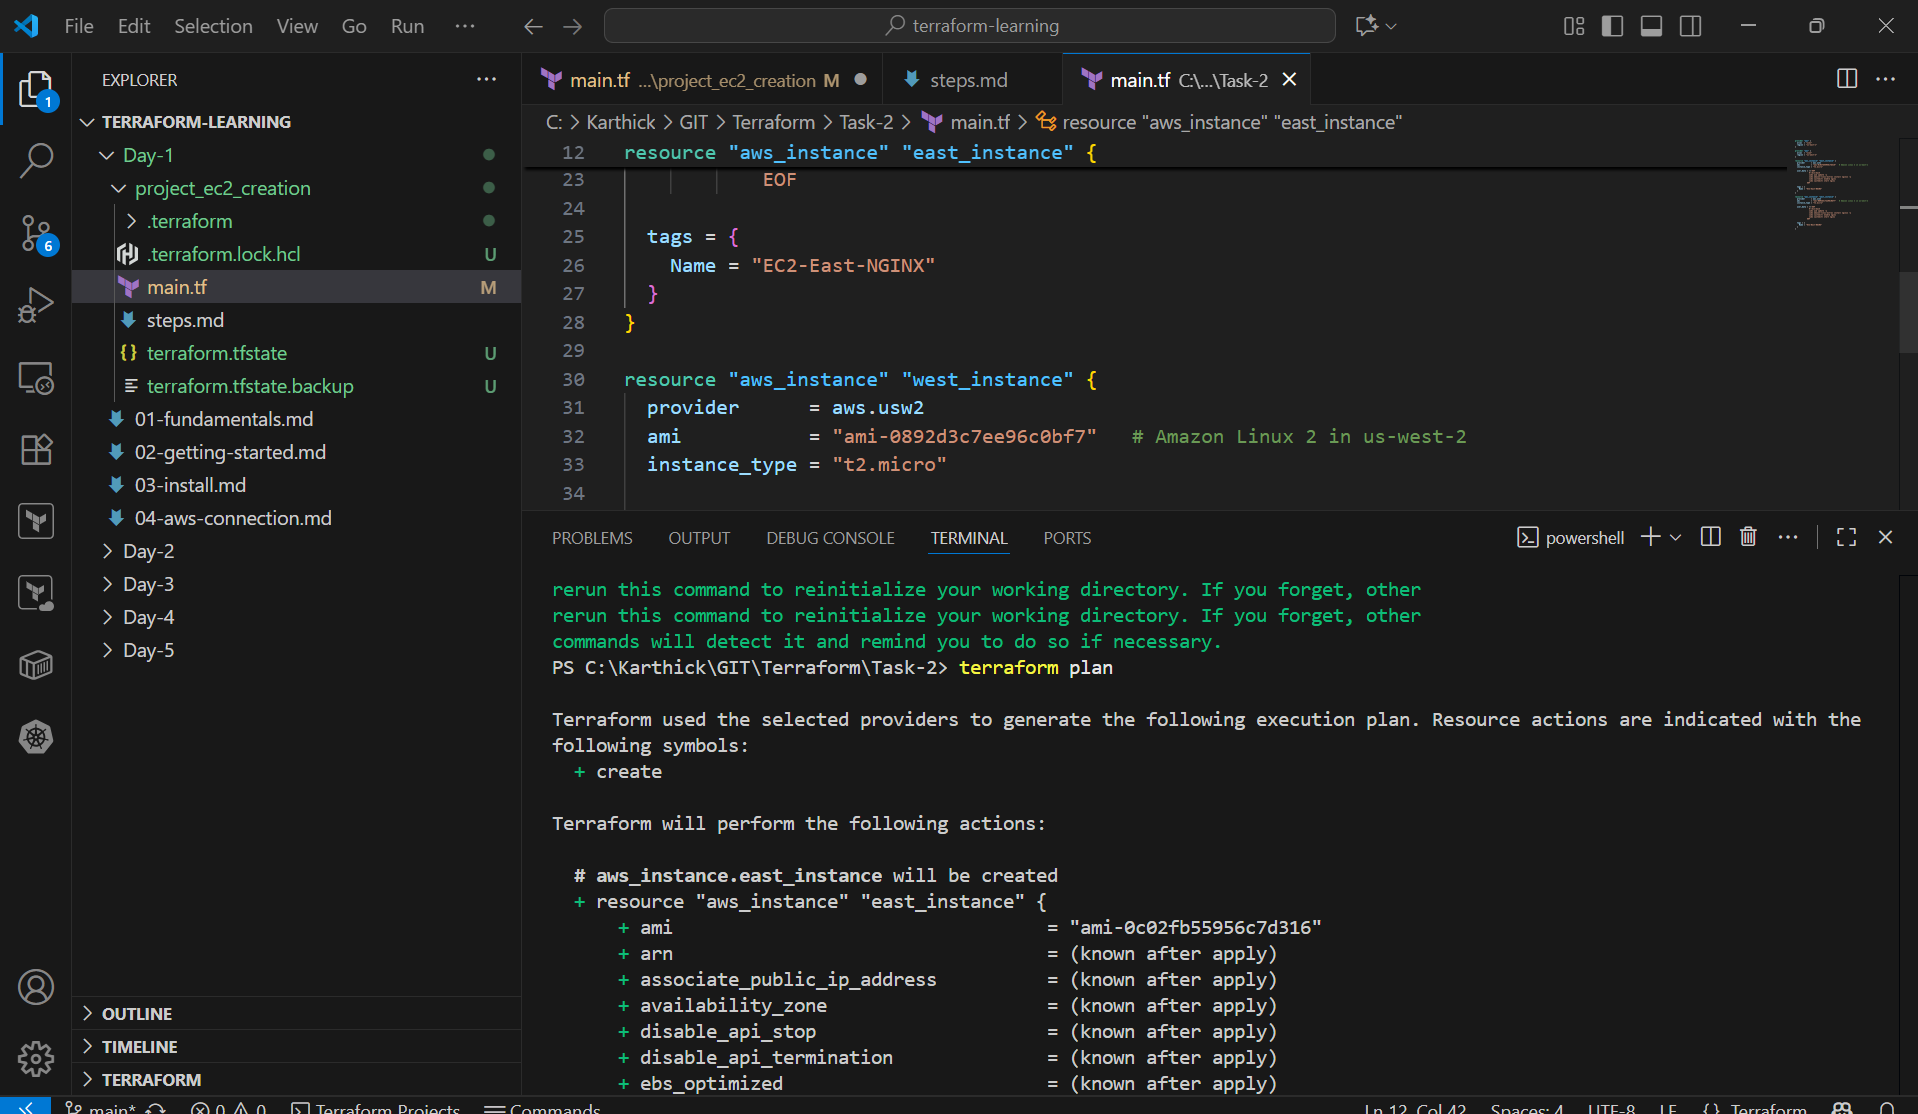 File Edit Selection View Go Run ···
terraform-learning
EXPLORER ···
TERRAFORM-LEARNING
Day-1
project_ec2_creation
.terraform
.terraform.lock.hcl U
main.tf M
steps.md
terraform.tfstate U
terraform.tfstate.backup U
01-fundamentals.md
02-getting-started.md
03-install.md
04-aws-connection.md
Day-2
Day-3
Day-4
Day-5
OUTLINE
TIMELINE
TERRAFORM
1
6
main.tf ...\project_ec2_creation M
steps.md
main.tf C:\...\Task-2
C: > Karthick > GIT > Terraform > Task-2 > main.tf > resource "aws_instance" "east_instance"
12 resource "aws_instance" "east_instance" {
23 EOF
24
25 tags = {
26 Name = "EC2-East-NGINX"
27 }
28 }
29
30 resource "aws_instance" "west_instance" {
31 provider = aws.usw2
32 ami = "ami-0892d3c7ee96c0bf7" # Amazon Linux 2 in us-west-2
33 instance_type = "t2.micro"
34
PROBLEMS OUTPUT DEBUG CONSOLE TERMINAL PORTS
powershell
rerun this command to reinitialize your working directory. If you forget, other
rerun this command to reinitialize your working directory. If you forget, other
commands will detect it and remind you to do so if necessary.
PS C:\Karthick\GIT\Terraform\Task-2> terraform plan
Terraform used the selected providers to generate the following execution plan. Resource actions are indicated with the
following symbols:
+ create
Terraform will perform the following actions:
# aws_instance.east_instance will be created
+ resource "aws_instance" "east_instance" {
+ ami = "ami-0c02fb55956c7d316"
+ arn = (known after apply)
+ associate_public_ip_address = (known after apply)
+ availability_zone = (known after apply)
+ disable_api_stop = (known after apply)
+ disable_api_termination = (known after apply)
+ ebs_optimized = (known after apply)
main* 0 0 Terraform Projects Commands Ln 12, Col 42 Spaces: 4 UTF-8 LF {} Terraform